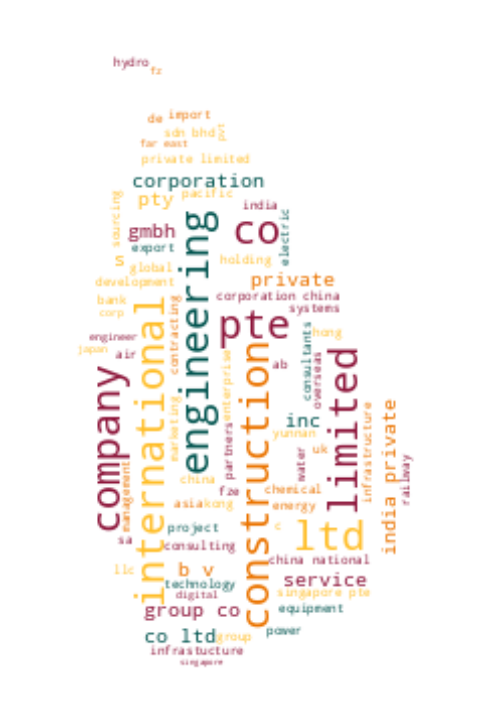 hydro
fz
de import
sdn bhd
pvt
far east
private limited
corporation
pty pacific
sourcing
india
gmbh
co
electric
export
engineering
s
global
holding
development
private
bank
corporation china
corp
systems
contracting
pte
engineer
hong
japan
air
international
consultants
overseas
ab
enterprise
construction
limited
company
marketing
inc
yunnan
partners
uk
water
infrastructure
india private
railway
china
management
fze
chemical
asia kong
energy
project
c
ltd
sa
consulting
china national
llc
b v
service
technology
singapore pte
digital
group co
equipment
co ltd
group
power
infrastucture
singapore